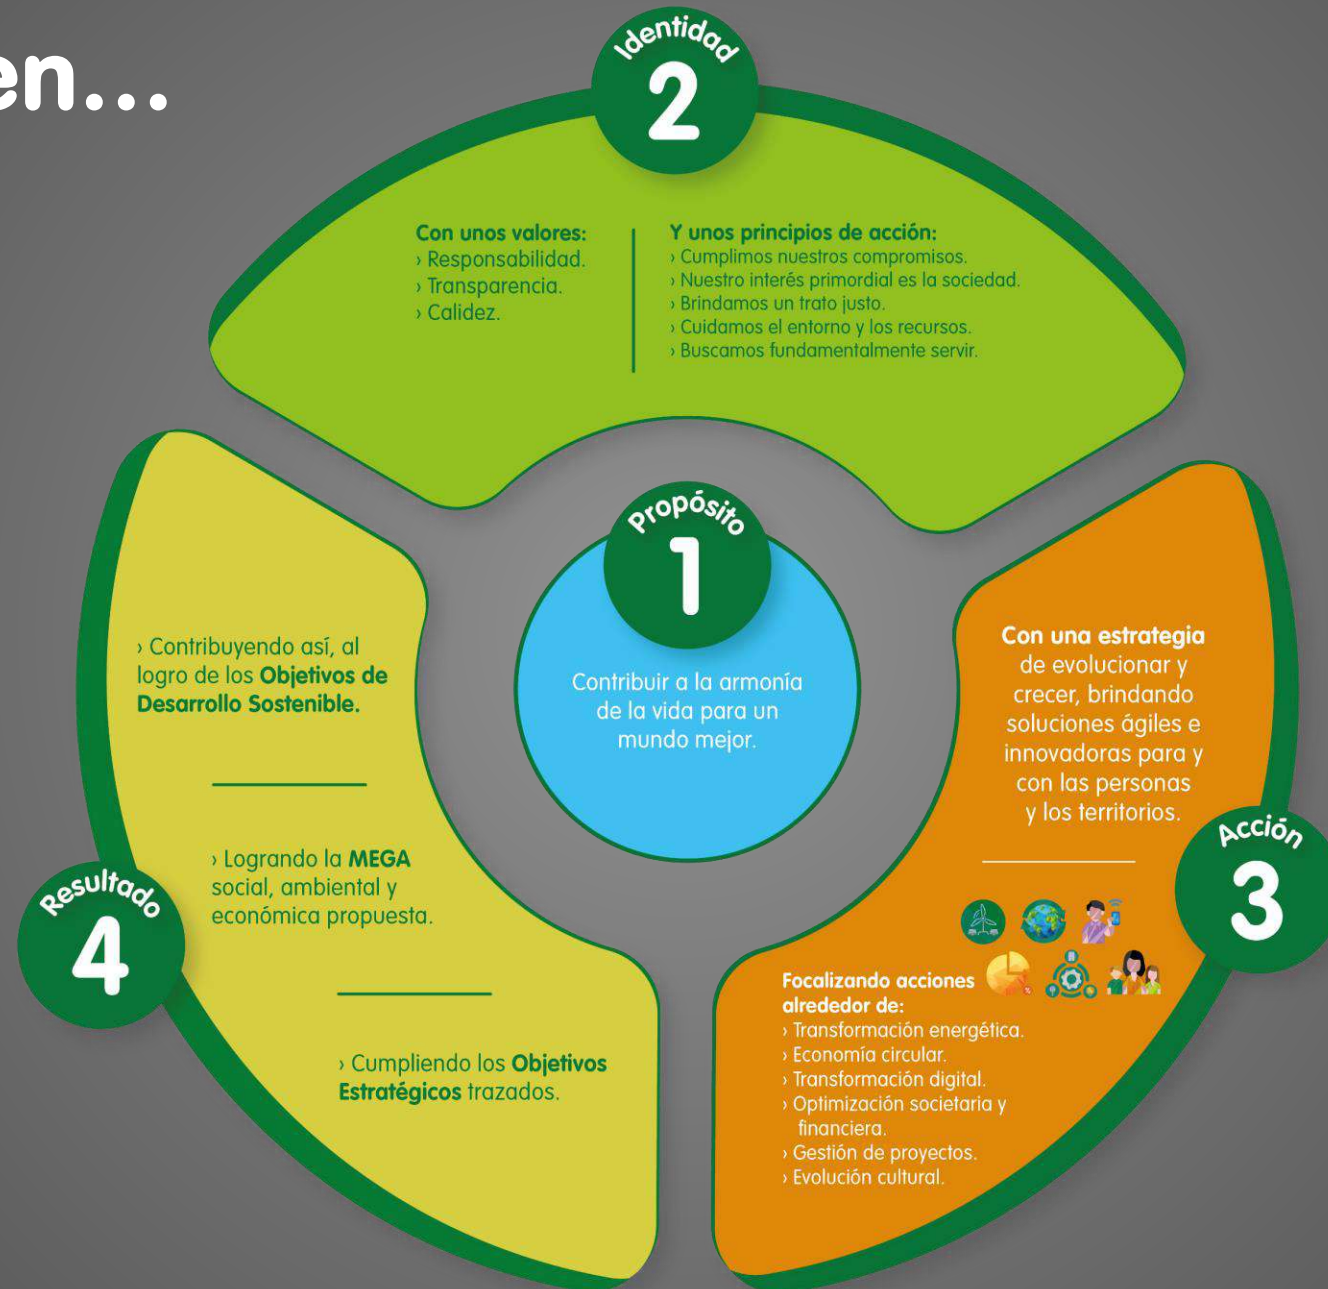 en...
Identidad
2
Con unos valores:
› Responsabilidad.
› Transparencia.
› Calidez.
Y unos principios de acción:
› Cumplimos nuestros compromisos.
› Nuestro interés primordial es la sociedad.
› Brindamos un trato justo.
› Cuidamos el entorno y los recursos.
› Buscamos fundamentalmente servir.
Propósito
1
Contribuir a la armonía
de la vida para un
mundo mejor.
Con una estrategia
de evolucionar y
crecer, brindando
soluciones ágiles e
innovadoras para y
con las personas
y los territorios.
Acción
3
Focalizando acciones
alrededor de:
› Transformación energética.
› Economía circular.
› Transformación digital.
› Optimización societaria y
financiera.
› Gestión de proyectos.
› Evolución cultural.
› Contribuyendo así, al
logro de los Objetivos de
Desarrollo Sostenible.
› Logrando la MEGA
social, ambiental y
económica propuesta.
› Cumpliendo los Objetivos
Estratégicos trazados.
Resultado
4